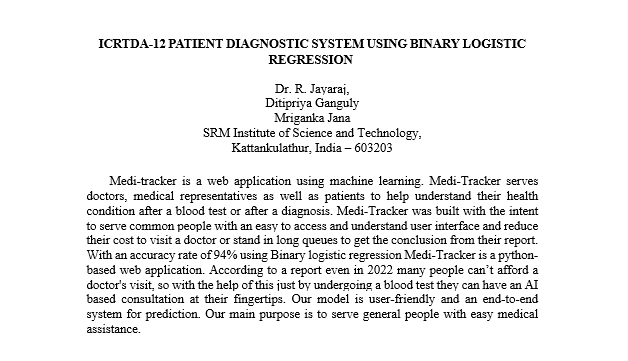 ICRTDA-12 PATIENT DIAGNOSTIC SYSTEM USING BINARY LOGISTIC
REGRESSION
Dr. R. Jayaraj,
Ditipriya Ganguly
Mriganka Jana
SRM Institute of Science and Technology,
Kattankulathur, India – 603203
Medi-tracker is a web application using machine learning. Medi-Tracker serves
doctors, medical representatives as well as patients to help understand their health
condition after a blood test or after a diagnosis. Medi-Tracker was built with the intent
to serve common people with an easy to access and understand user interface and reduce
their cost to visit a doctor or stand in long queues to get the conclusion from their report.
With an accuracy rate of 94% using Binary logistic regression Medi-Tracker is a python-
based web application. According to a report even in 2022 many people can’t afford a
doctor's visit, so with the help of this just by undergoing a blood test they can have an AI
based consultation at their fingertips. Our model is user-friendly and an end-to-end
system for prediction. Our main purpose is to serve general people with easy medical
assistance.